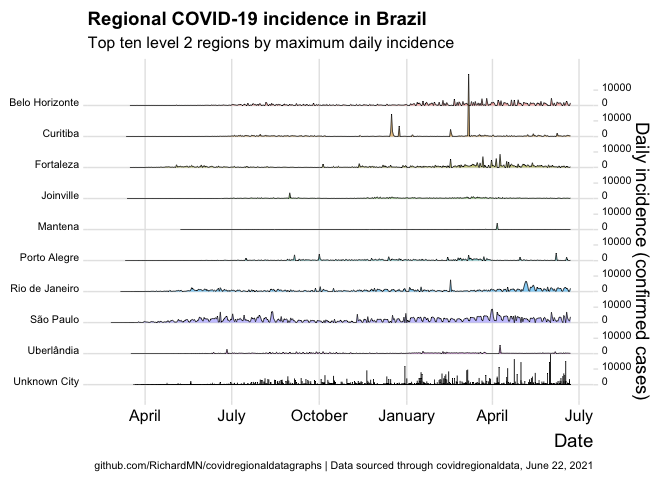 Regional COVID-19 incidence in Brazil
Top ten level 2 regions by maximum daily incidence
Belo Horizonte
10000
0
Curitiba
10000
0
Fortaleza
10000
0
Joinville
10000
0
Mantena
10000
0
Porto Alegre
10000
0
Rio de Janeiro
10000
0
São Paulo
10000
0
Uberlândia
10000
0
Unknown City
10000
0
Daily incidence (confirmed cases)
April July October January April July
Date
github.com/RichardMN/covidregionaldatagraphs | Data sourced through covidregionaldata, June 22, 2021